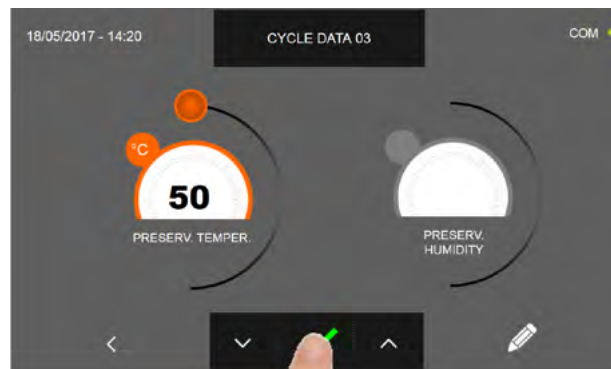 18/05/2017 - 14:20
CYCLE DATA 03
COM
°C
50
PRESERV. TEMPER.
PRESERV.
HUMIDITY